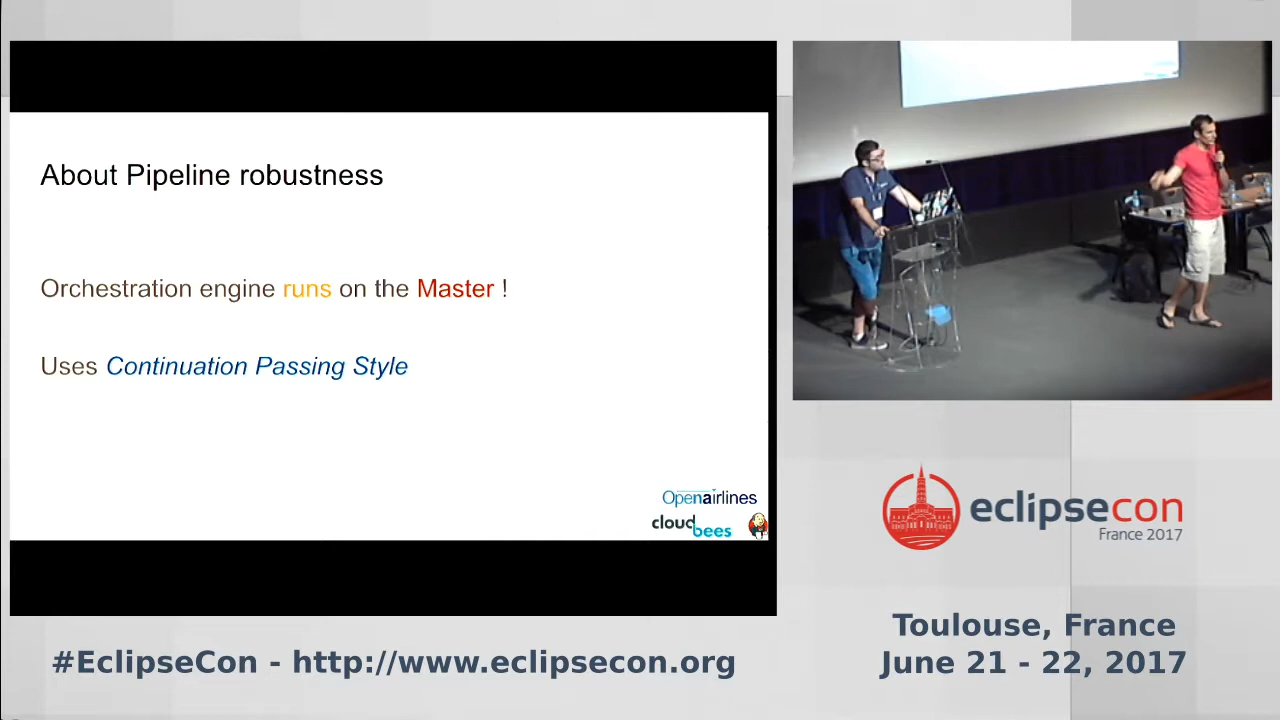 About Pipeline robustness
Orchestration engine runs on the Master !
Uses Continuation Passing Style
Openairlines
cloudbees
eclipsecon
France 2017
Toulouse, France
June 21 - 22, 2017
#EclipseCon - http://www.eclipsecon.org